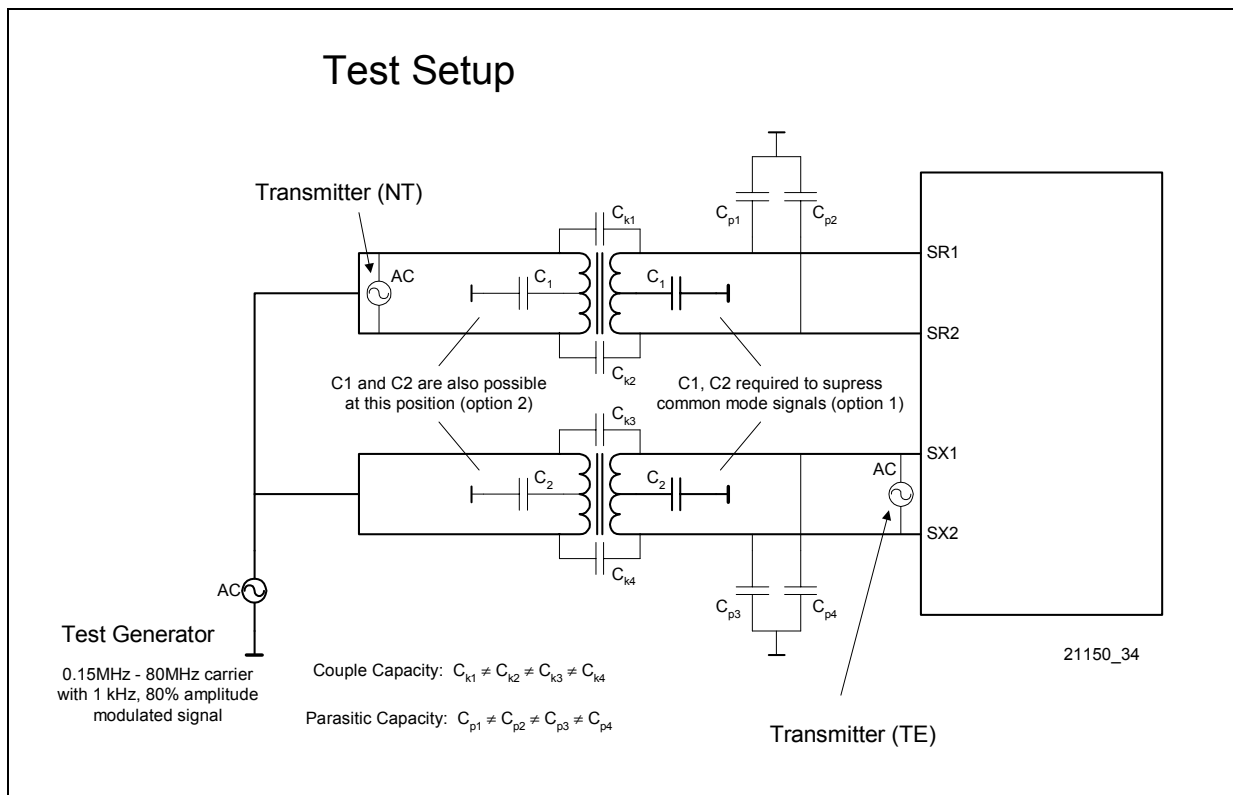 Test Setup
Transmitter (NT)
AC
C1
Ck1
C1
Ck2
Cp1
Cp2
SR1
SR2
C1 and C2 are also possible
at this position (option 2)
C1, C2 required to supress
common mode signals (option 1)
Ck3
C2
C2
Ck4
SX1
AC
SX2
Cp3
Cp4
AC
Test Generator
0.15MHz - 80MHz carrier
with 1 kHz, 80% amplitude
modulated signal
Couple Capacity: Ck1 ≠ Ck2 ≠ Ck3 ≠ Ck4
Parasitic Capacity: Cp1 ≠ Cp2 ≠ Cp3 ≠ Cp4
21150_34
Transmitter (TE)